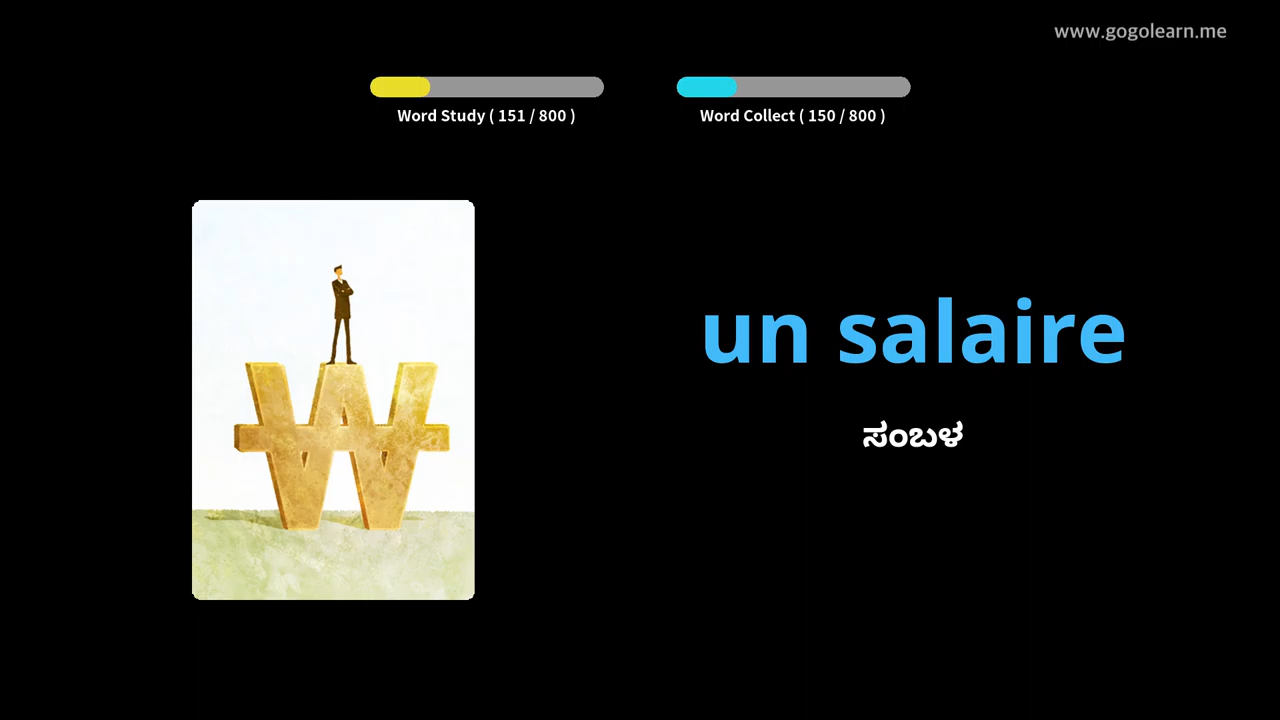 www.gogolearn.me
Word Study ( 151 / 800 )
Word Collect ( 150 / 800 )
un salaire
ಸಂಬಳ